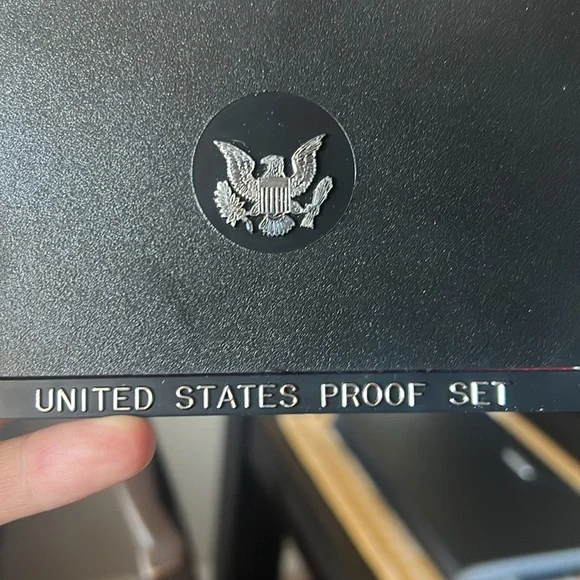 UNITED STATES PROOF SET